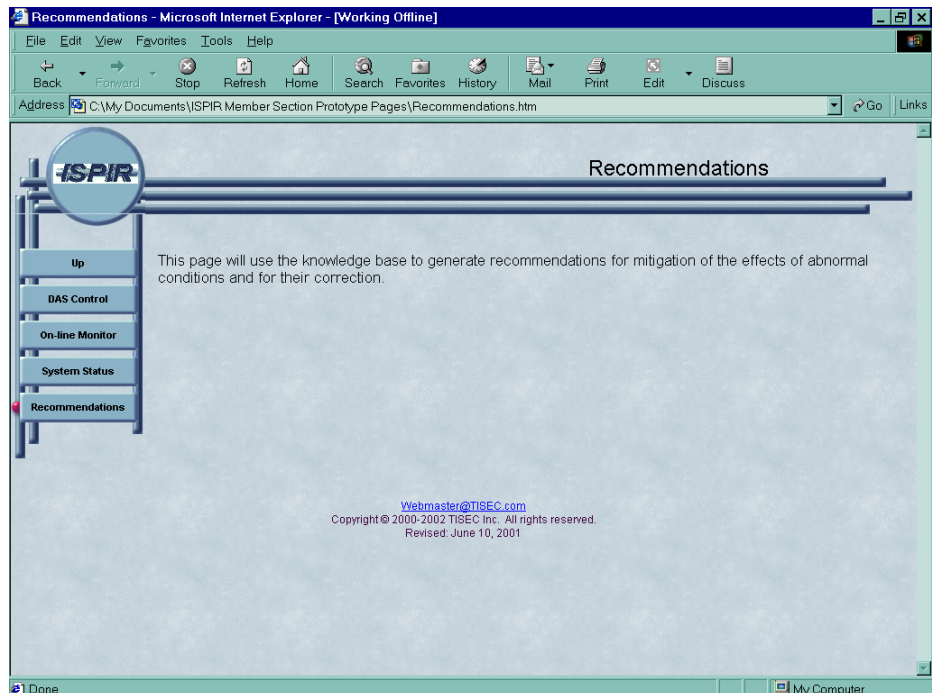 Recommendations - Microsoft Internet Explorer - [Working Offline]
File Edit View Favorites Tools Help
Back Forward Stop Refresh Home Search Favorites History Mail Print Edit Discuss
Address C:\My Documents\ISPIR Member Section Prototype Pages\Recommendations.htm Go Links
ISPIR
Recommendations
Up
DAS Control
On-line Monitor
System Status
Recommendations
This page will use the knowledge base to generate recommendations for mitigation of the effects of abnormal
conditions and for their correction.
Webmaster@TISEC.com
Copyright © 2000-2002 TISEC Inc. All rights reserved.
Revised: June 10, 2001
Done My Computer